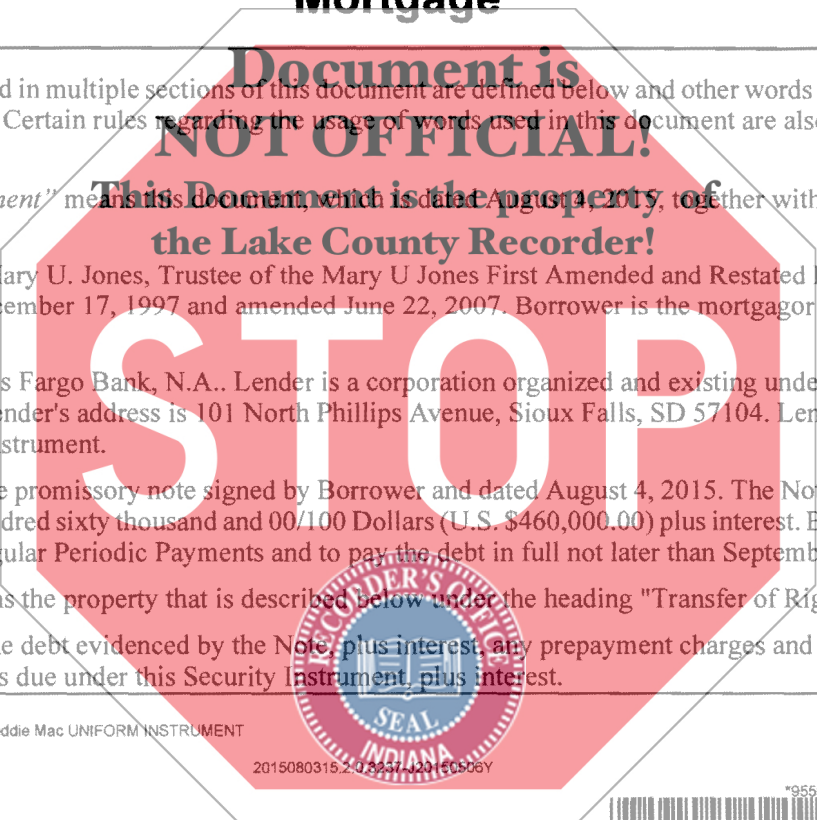 Mortgage
Document is
d in multiple sections of this document are defined below and other words
Certain rules regarding the usage of words used in this document are also
NOT OFFICIAL!
ment" means this document, which is dated August 4, 2015, together with
This Document is the property of
the Lake County Recorder!
ary U. Jones, Trustee of the Mary U Jones First Amended and Restated
cember 17, 1997 and amended June 22, 2007. Borrower is the mortgagor
STOP
s Fargo Bank, N.A.. Lender is a corporation organized and existing unde
nder's address is 101 North Phillips Avenue, Sioux Falls, SD 57104. Len
strument.
e promissory note signed by Borrower and dated August 4, 2015. The No
dred sixty thousand and 00/100 Dollars (U.S. $460,000.00) plus interest.
gular Periodic Payments and to pay the debt in full not later than Septemb
ns the property that is described below under the heading "Transfer of Rig
e debt evidenced by the Note, plus interest, any prepayment charges and
s due under this Security Instrument, plus interest.
RECORDER'S OFFICE
SEAL
INDIANA
ddie Mac UNIFORM INSTRUMENT
2015080315.2.0.3237-J20150506Y
*955